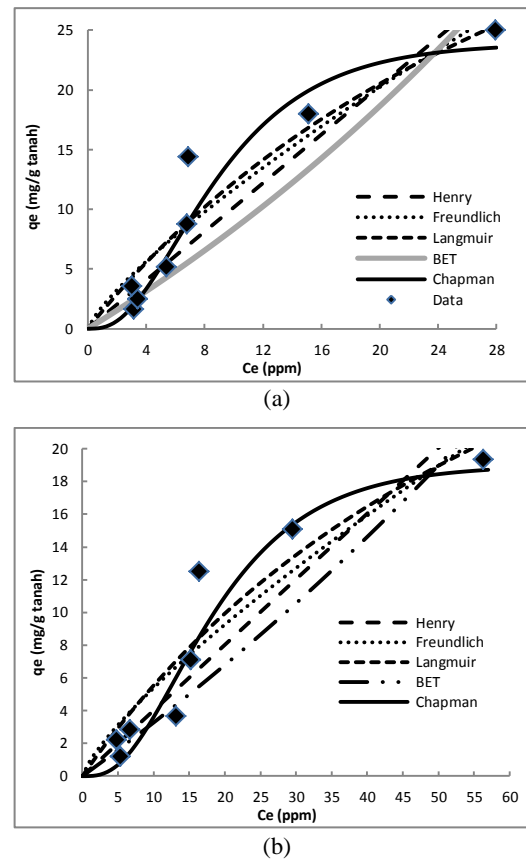 25
20
15
10
5
0
qe (mg/g tanah)
0 4 8 12 16 20 24 28
Ce (ppm)
Henry
Freundlich
Langmuir
BET
Chapman
Data
(a)
20
18
16
14
12
10
8
6
4
2
0
qe (mg/g tanah)
0 5 10 15 20 25 30 35 40 45 50 55 60
Ce (ppm)
Henry
Freundlich
Langmuir
BET
Chapman
(b)